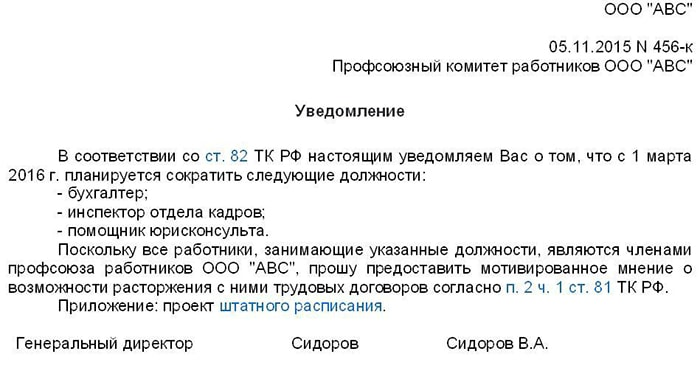 ООО "АВС"
05.11.2015 N 456-к
Профсоюзный комитет работников ООО "АВС"
Уведомление
В соответствии со ст. 82 ТК РФ настоящим уведомляем Вас о том, что с 1 марта
2016 г. планируется сократить следующие должности:
- бухгалтер;
- инспектор отдела кадров;
- помощник юрисконсульта.
Поскольку все работники, занимающие указанные должности, являются членами
профсоюза работников ООО "АВС", прошу предоставить мотивированное мнение о
возможности расторжения с ними трудовых договоров согласно п. 2 ч. 1 ст. 81 ТК РФ.
Приложение: проект штатного расписания.
Генеральный директор Сидоров Сидоров В.А.